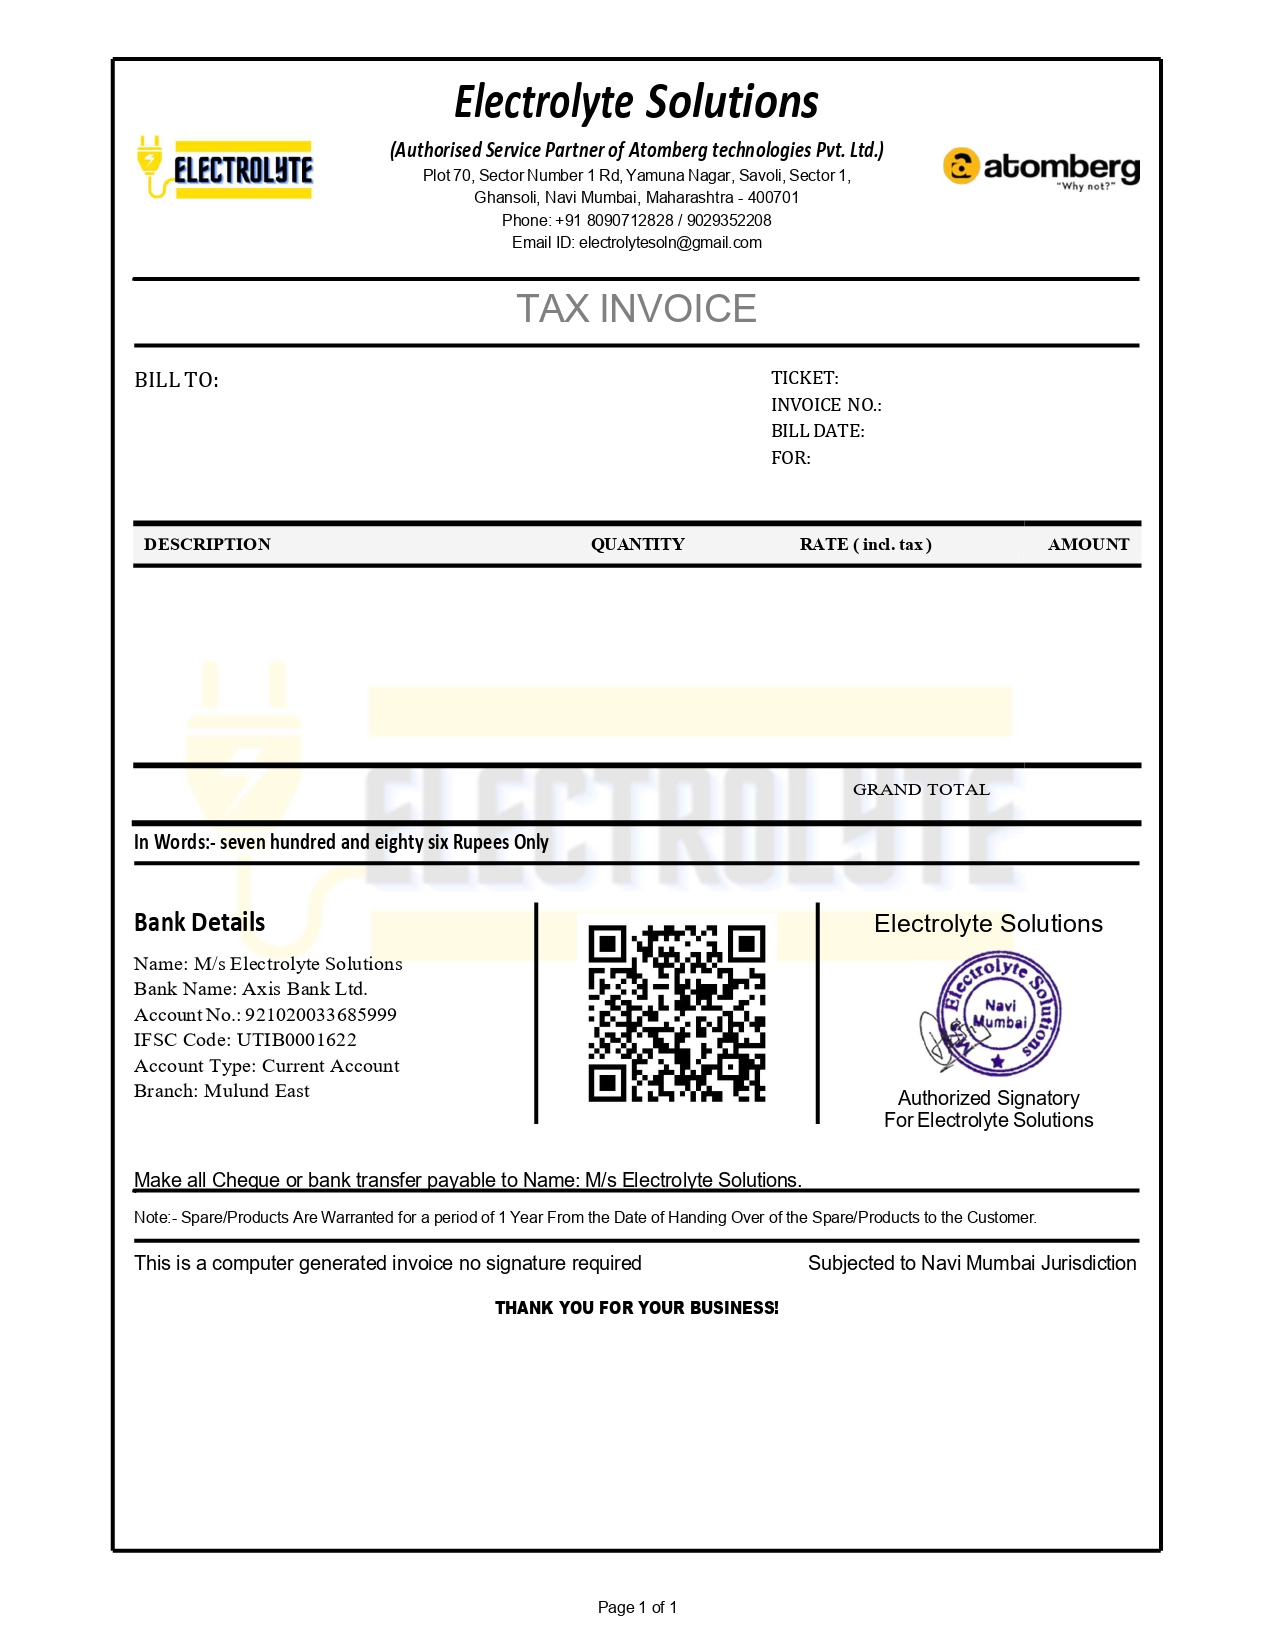 Electrolyte Solutions
(Authorised Service Partner of Atomberg technologies Pvt. Ltd.)
ELECTROLYTE
atomberg
"Why not?"
Plot 70, Sector Number 1 Rd, Yamuna Nagar, Savoli, Sector 1,
Ghansoli, Navi Mumbai, Maharashtra - 400701
Phone: +91 8090712828 / 9029352208
Email ID: electrolytesoln@gmail.com
TAX INVOICE
BILL TO:
TICKET:
INVOICE NO.:
BILL DATE:
FOR:
DESCRIPTION QUANTITY RATE ( incl. tax ) AMOUNT
ELECTROLYTE
GRAND TOTAL
In Words:- seven hundred and eighty six Rupees Only
Bank Details
Name: M/s Electrolyte Solutions
Bank Name: Axis Bank Ltd.
Account No.: 921020033685999
IFSC Code: UTIB0001622
Account Type: Current Account
Branch: Mulund East
Electrolyte Solutions
M/s Electrolyte Solutions
Navi
Mumbai
Authorized Signatory
For Electrolyte Solutions
Make all Cheque or bank transfer payable to Name: M/s Electrolyte Solutions.
Note:- Spare/Products Are Warranted for a period of 1 Year From the Date of Handing Over of the Spare/Products to the Customer.
This is a computer generated invoice no signature required Subjected to Navi Mumbai Jurisdiction
THANK YOU FOR YOUR BUSINESS!
Page 1 of 1